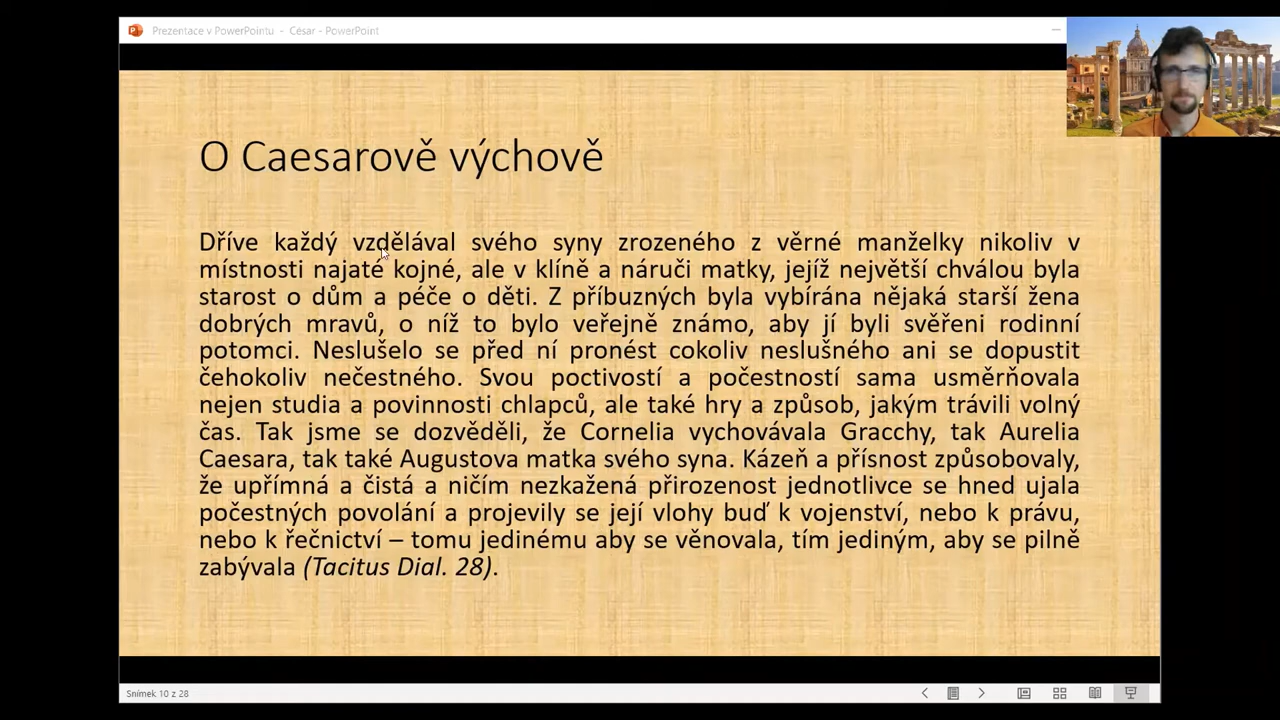 Prezentace v PowerPointu - Cesar - PowerPoint
O Caesarově výchově
Dříve každý vzdělával svého syny zrozeného z věrné manželky nikoliv v
místnosti najaté kojné, ale v klíně a náruči matky, jejíž největší chválou byla
starost o dům a péče o děti. Z příbuzných byla vybírána nějaká starší žena
dobrých mravů, o níž to bylo veřejně známo, aby jí byli svěřeni rodinní
potomci. Neslušelo se před ní pronést cokoliv neslušného ani se dopustit
čehokoliv nečestného. Svou poctivostí a počestností sama usměrňovala
nejen studia a povinnosti chlapců, ale také hry a způsob, jakým trávili volný
čas. Tak jsme se dozvěděli, že Cornelia vychovávala Gracchy, tak Aurelia
Caesara, tak také Augustova matka svého syna. Kázeň a přísnost způsobovaly,
že upřímná a čistá a ničím nezkažená přirozenost jednotlivce se hned ujala
počestných povolání a projevily se její vlohy buď k vojenství, nebo k právu,
nebo k řečnictví – tomu jedinému aby se věnovala, tím jediným, aby se pilně
zabývala (Tacitus Dial. 28).
Snímek 10 z 28